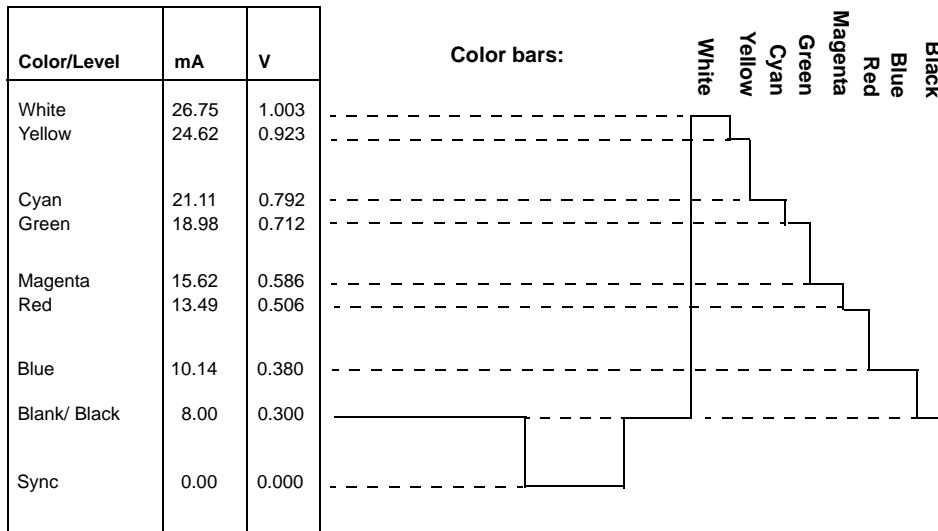 Color/Level mA V
White 26.75 1.003
Yellow 24.62 0.923
Cyan 21.11 0.792
Green 18.98 0.712
Magenta 15.62 0.586
Red 13.49 0.506
Blue 10.14 0.380
Blank/ Black 8.00 0.300
Sync 0.00 0.000
Color bars:
White
Yellow
Cyan
Green
Magenta
Red
Blue
Black